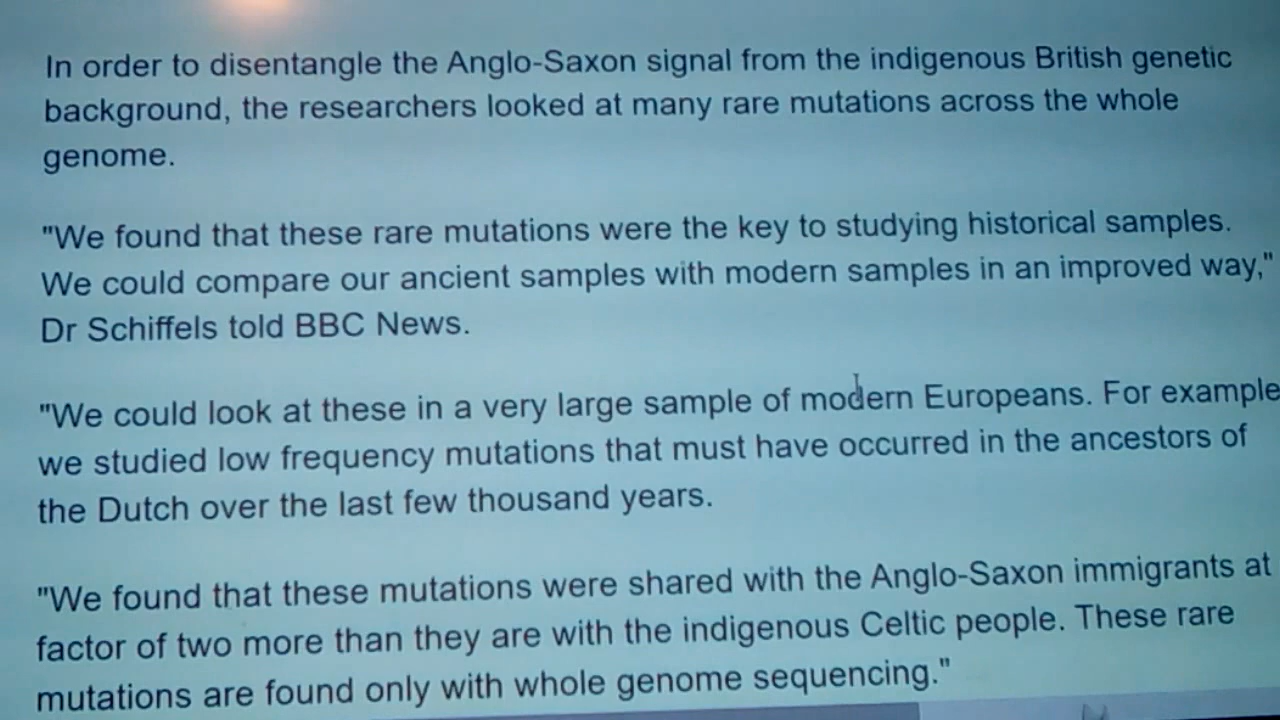 In order to disentangle the Anglo-Saxon signal from the indigenous British genetic
background, the researchers looked at many rare mutations across the whole
genome.
"We found that these rare mutations were the key to studying historical samples.
We could compare our ancient samples with modern samples in an improved way,"
Dr Schiffels told BBC News.
"We could look at these in a very large sample of modern Europeans. For example
we studied low frequency mutations that must have occurred in the ancestors of
the Dutch over the last few thousand years.
"We found that these mutations were shared with the Anglo-Saxon immigrants at
factor of two more than they are with the indigenous Celtic people. These rare
mutations are found only with whole genome sequencing."